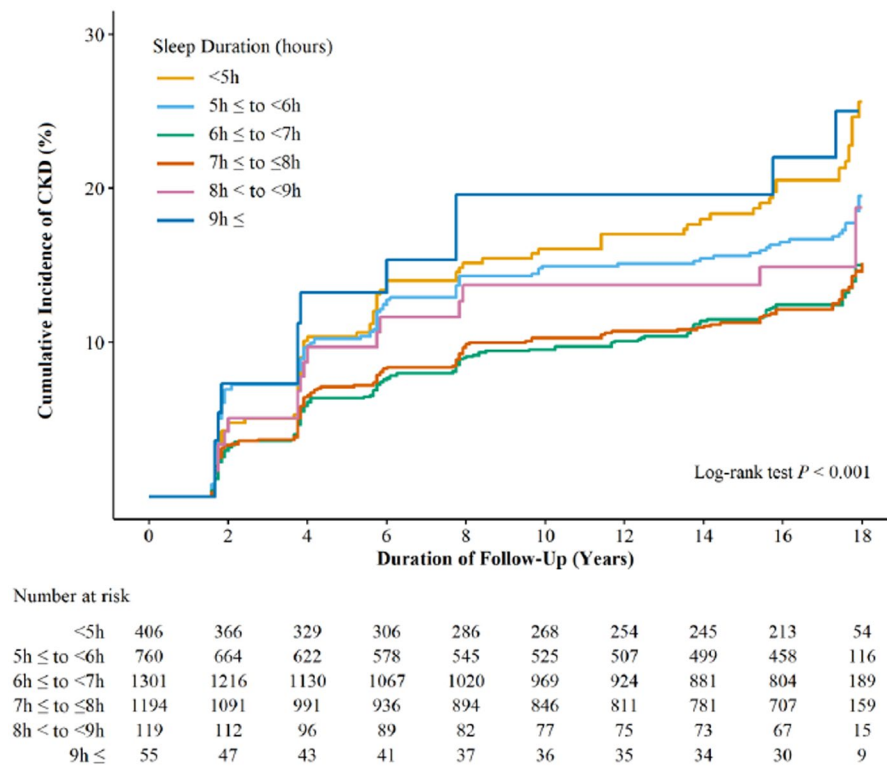 30
Sleep Duration (hours)
<5h
5h ≤ to <6h
6h ≤ to <7h
7h ≤ to ≤8h
8h < to <9h
9h ≤
20
10
Cumulative Incidence of CKD (%)
Log-rank test P < 0.001
0 2 4 6 8 10 12 14 16 18
Duration of Follow-Up (Years)
Number at risk
<5h 406 366 329 306 286 268 254 245 213 54
5h ≤ to <6h 760 664 622 578 545 525 507 499 458 116
6h ≤ to <7h 1301 1216 1130 1067 1020 969 924 881 804 189
7h ≤ to ≤8h 1194 1091 991 936 894 846 811 781 707 159
8h < to <9h 119 112 96 89 82 77 75 73 67 15
9h ≤ 55 47 43 41 37 36 35 34 30 9